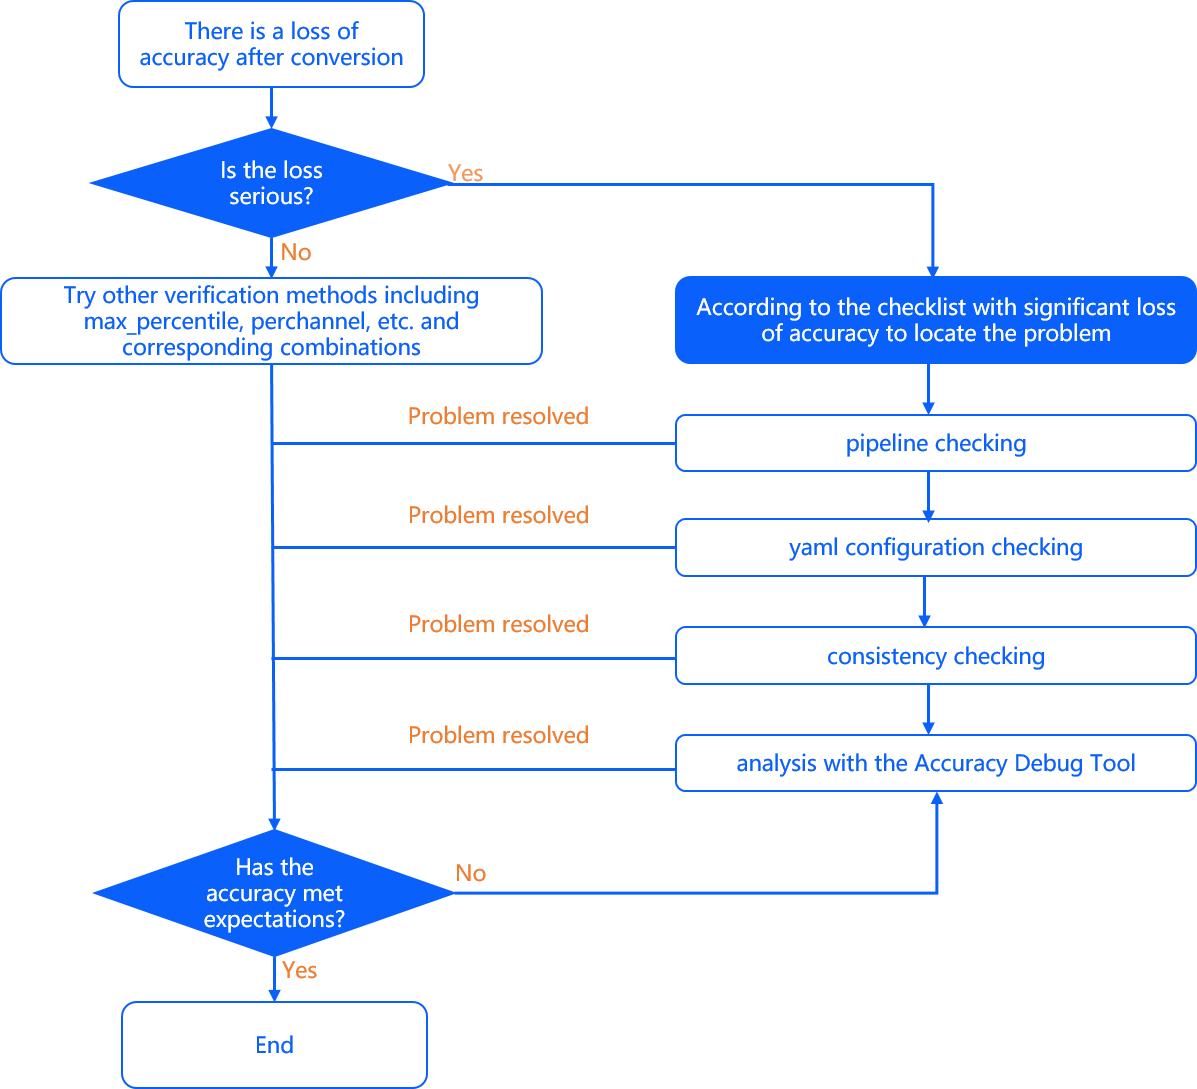 There is a loss of
accuracy after conversion
Is the loss
serious?
Yes
No
Try other verification methods including
max_percentile, perchannel, etc. and
corresponding combinations
According to the checklist with significant loss
of accuracy to locate the problem
Problem resolved
pipeline checking
Problem resolved
yaml configuration checking
Problem resolved
consistency checking
Problem resolved
analysis with the Accuracy Debug Tool
Has the
accuracy met
expectations?
No
Yes
End